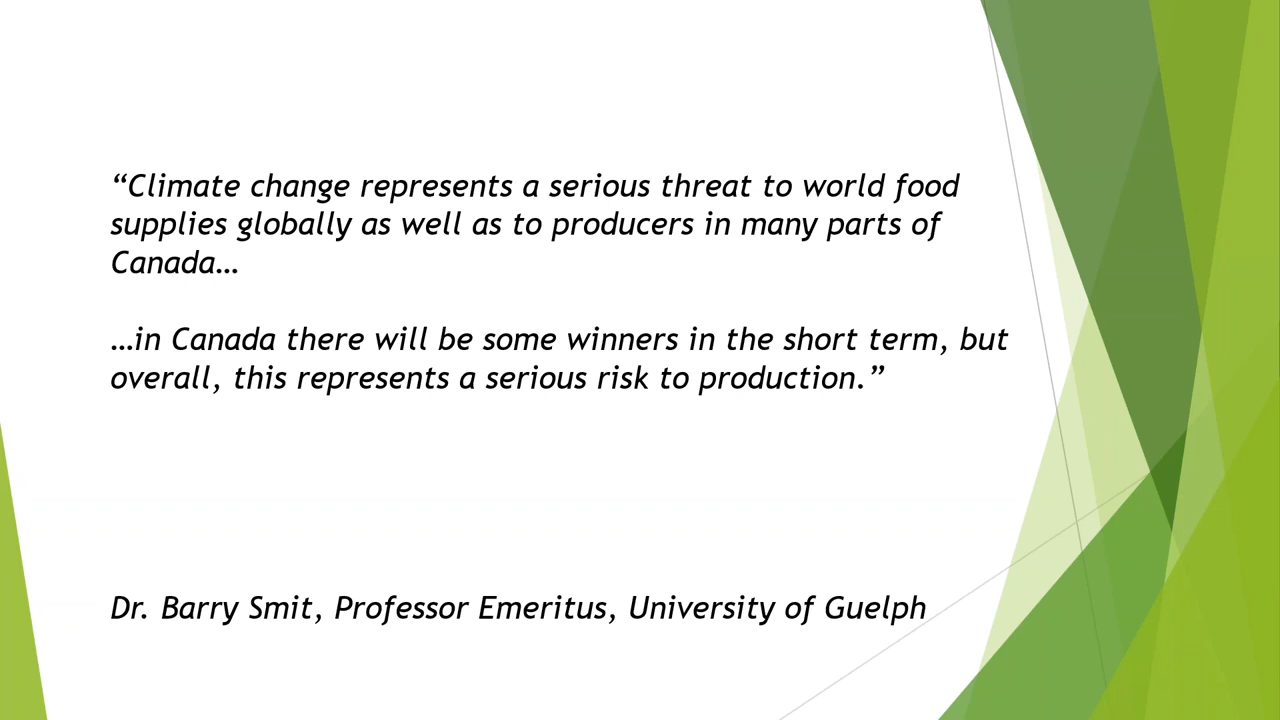 “Climate change represents a serious threat to world food
supplies globally as well as to producers in many parts of
Canada…
…in Canada there will be some winners in the short term, but
overall, this represents a serious risk to production.”
Dr. Barry Smit, Professor Emeritus, University of Guelph